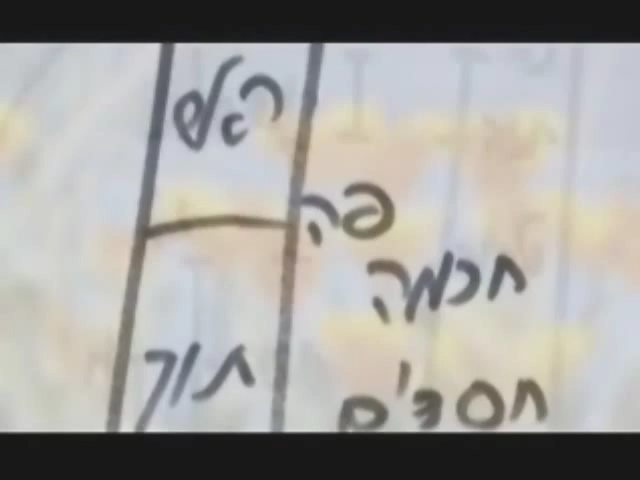 ראש
פה
חכמה
תוך
חסדים